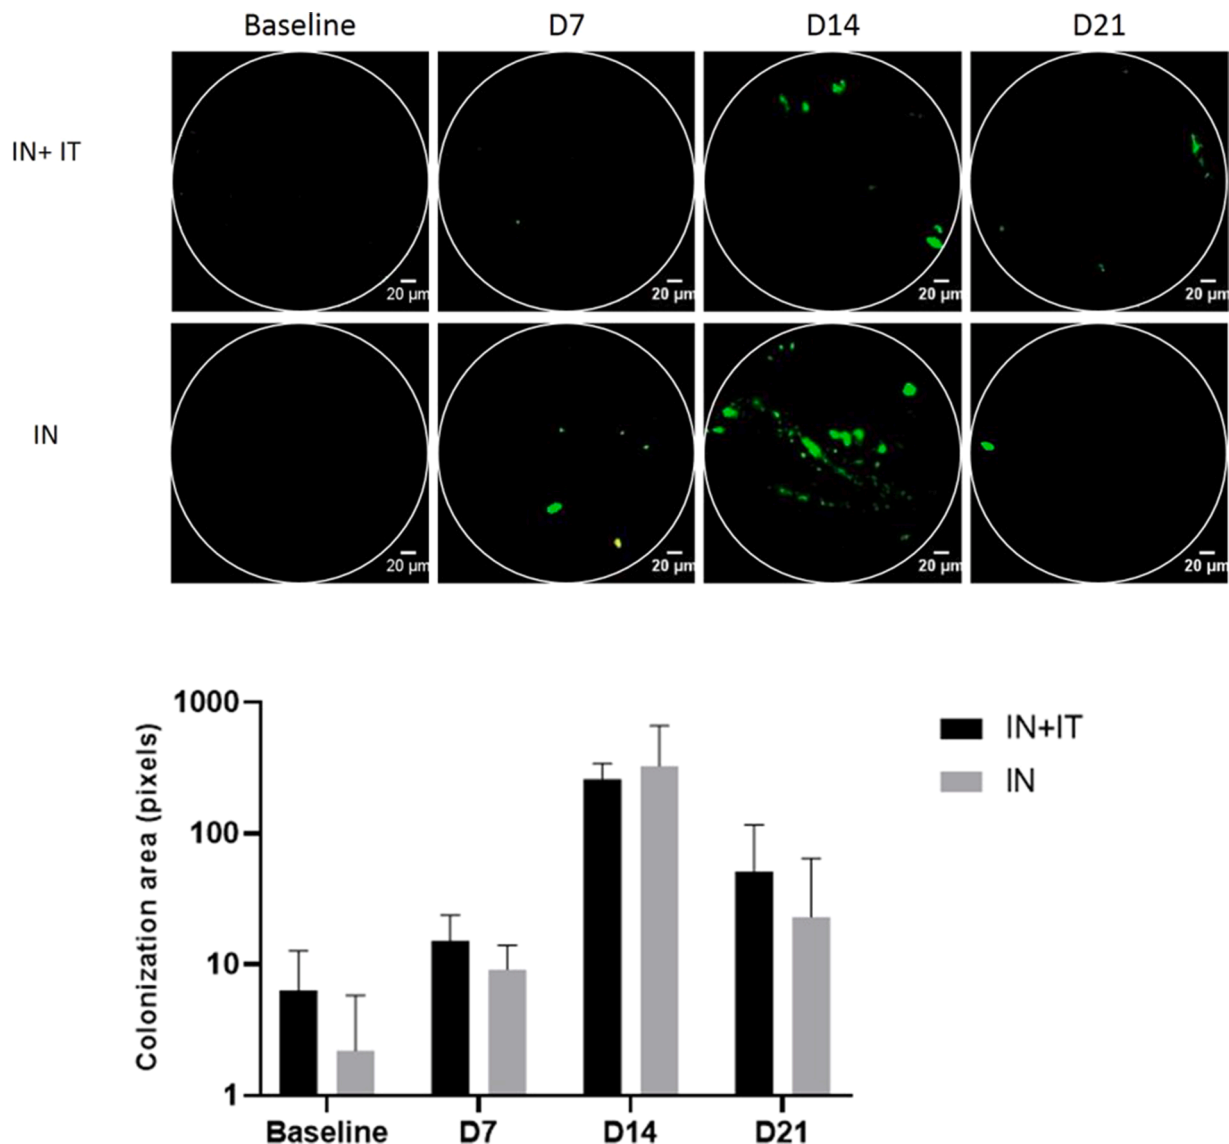 Baseline D7 D14 D21
IN+ IT
20 µm 20 µm 20 µm 20 µm
IN
20 µm 20 µm 20 µm 20 µm
Colonization area (pixels)
1000
100
10
1
Baseline D7 D14 D21
IN+IT
IN